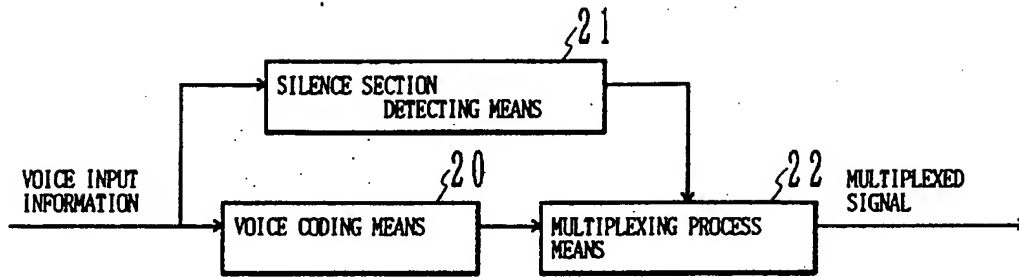 21
SILENCE SECTION
DETECTING MEANS
VOICE INPUT
INFORMATION
20
VOICE CODING MEANS
22
MULTIPLEXING PROCESS
MEANS
MULTIPLEXED
SIGNAL